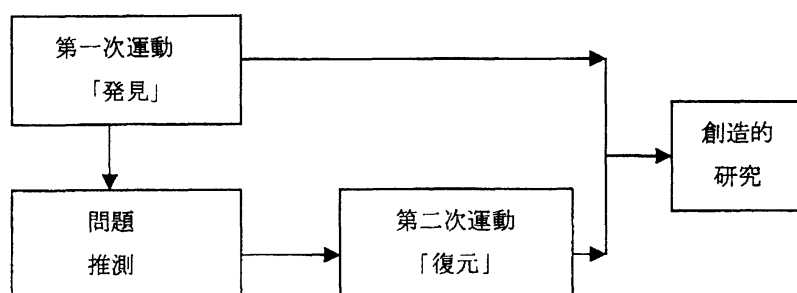 第一次運動
「発見」
創造的
研究
問題
推測
第二次運動
「復元」